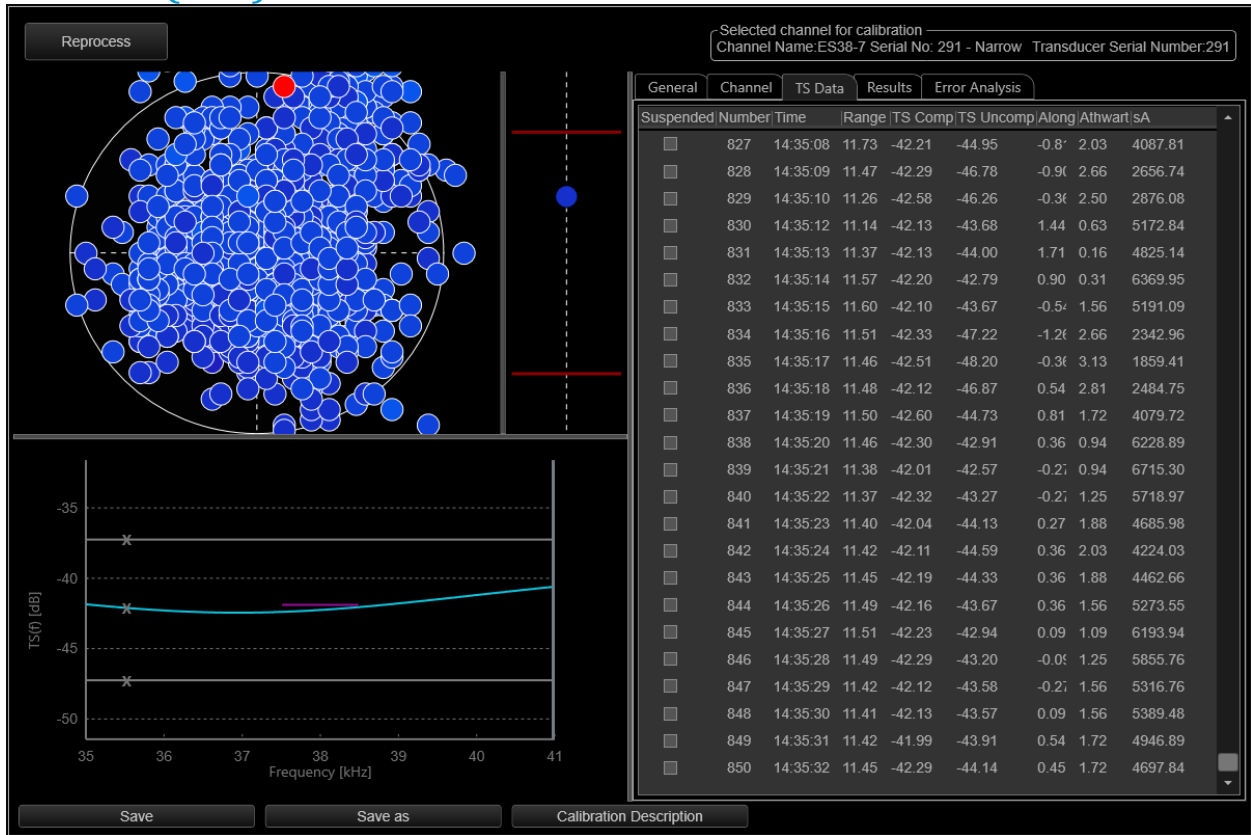 Reprocess
Selected channel for calibration
Channel Name:ES38-7 Serial No: 291 - Narrow Transducer Serial Number:291
General Channel TS Data Results Error Analysis
Suspended Number Time Range TS Comp TS Uncomp Along Athwart sA
827 14:35:08 11.73 -42.21 -44.95 -0.8 2.03 4087.81
828 14:35:09 11.47 -42.29 -46.78 -0.90 2.66 2656.74
829 14:35:10 11.26 -42.58 -46.26 -0.36 2.50 2876.08
830 14:35:12 11.14 -42.13 -43.68 1.44 0.63 5172.84
831 14:35:13 11.37 -42.13 -44.00 1.71 0.16 4825.14
832 14:35:14 11.57 -42.20 -42.79 0.90 0.31 6369.95
833 14:35:15 11.60 -42.10 -43.67 -0.54 1.56 5191.09
834 14:35:16 11.51 -42.33 -47.22 -1.26 2.66 2342.96
835 14:35:17 11.46 -42.51 -48.20 -0.36 3.13 1859.41
836 14:35:18 11.48 -42.12 -46.87 0.54 2.81 2484.75
837 14:35:19 11.50 -42.60 -44.73 0.81 1.72 4079.72
838 14:35:20 11.46 -42.30 -42.91 0.36 0.94 6228.89
839 14:35:21 11.38 -42.01 -42.57 -0.27 0.94 6715.30
840 14:35:22 11.37 -42.32 -43.27 -0.27 1.25 5718.97
841 14:35:23 11.40 -42.04 -44.13 0.27 1.88 4685.98
842 14:35:24 11.42 -42.11 -44.59 0.36 2.03 4224.03
843 14:35:25 11.45 -42.19 -44.33 0.36 1.88 4462.66
844 14:35:26 11.49 -42.16 -43.67 0.36 1.56 5273.55
845 14:35:27 11.51 -42.23 -42.94 0.09 1.09 6193.94
846 14:35:28 11.49 -42.29 -43.20 -0.09 1.25 5855.76
847 14:35:29 11.42 -42.12 -43.58 -0.27 1.56 5316.76
848 14:35:30 11.41 -42.13 -43.57 0.09 1.56 5389.48
849 14:35:31 11.42 -41.99 -43.91 0.54 1.72 4946.89
850 14:35:32 11.45 -42.29 -44.14 0.45 1.72 4697.84
TS(f) [dB]
-35
x
-40
x
-45
x
-50
35 36 37 38 39 40 41
Frequency [kHz]
Save Save as Calibration Description